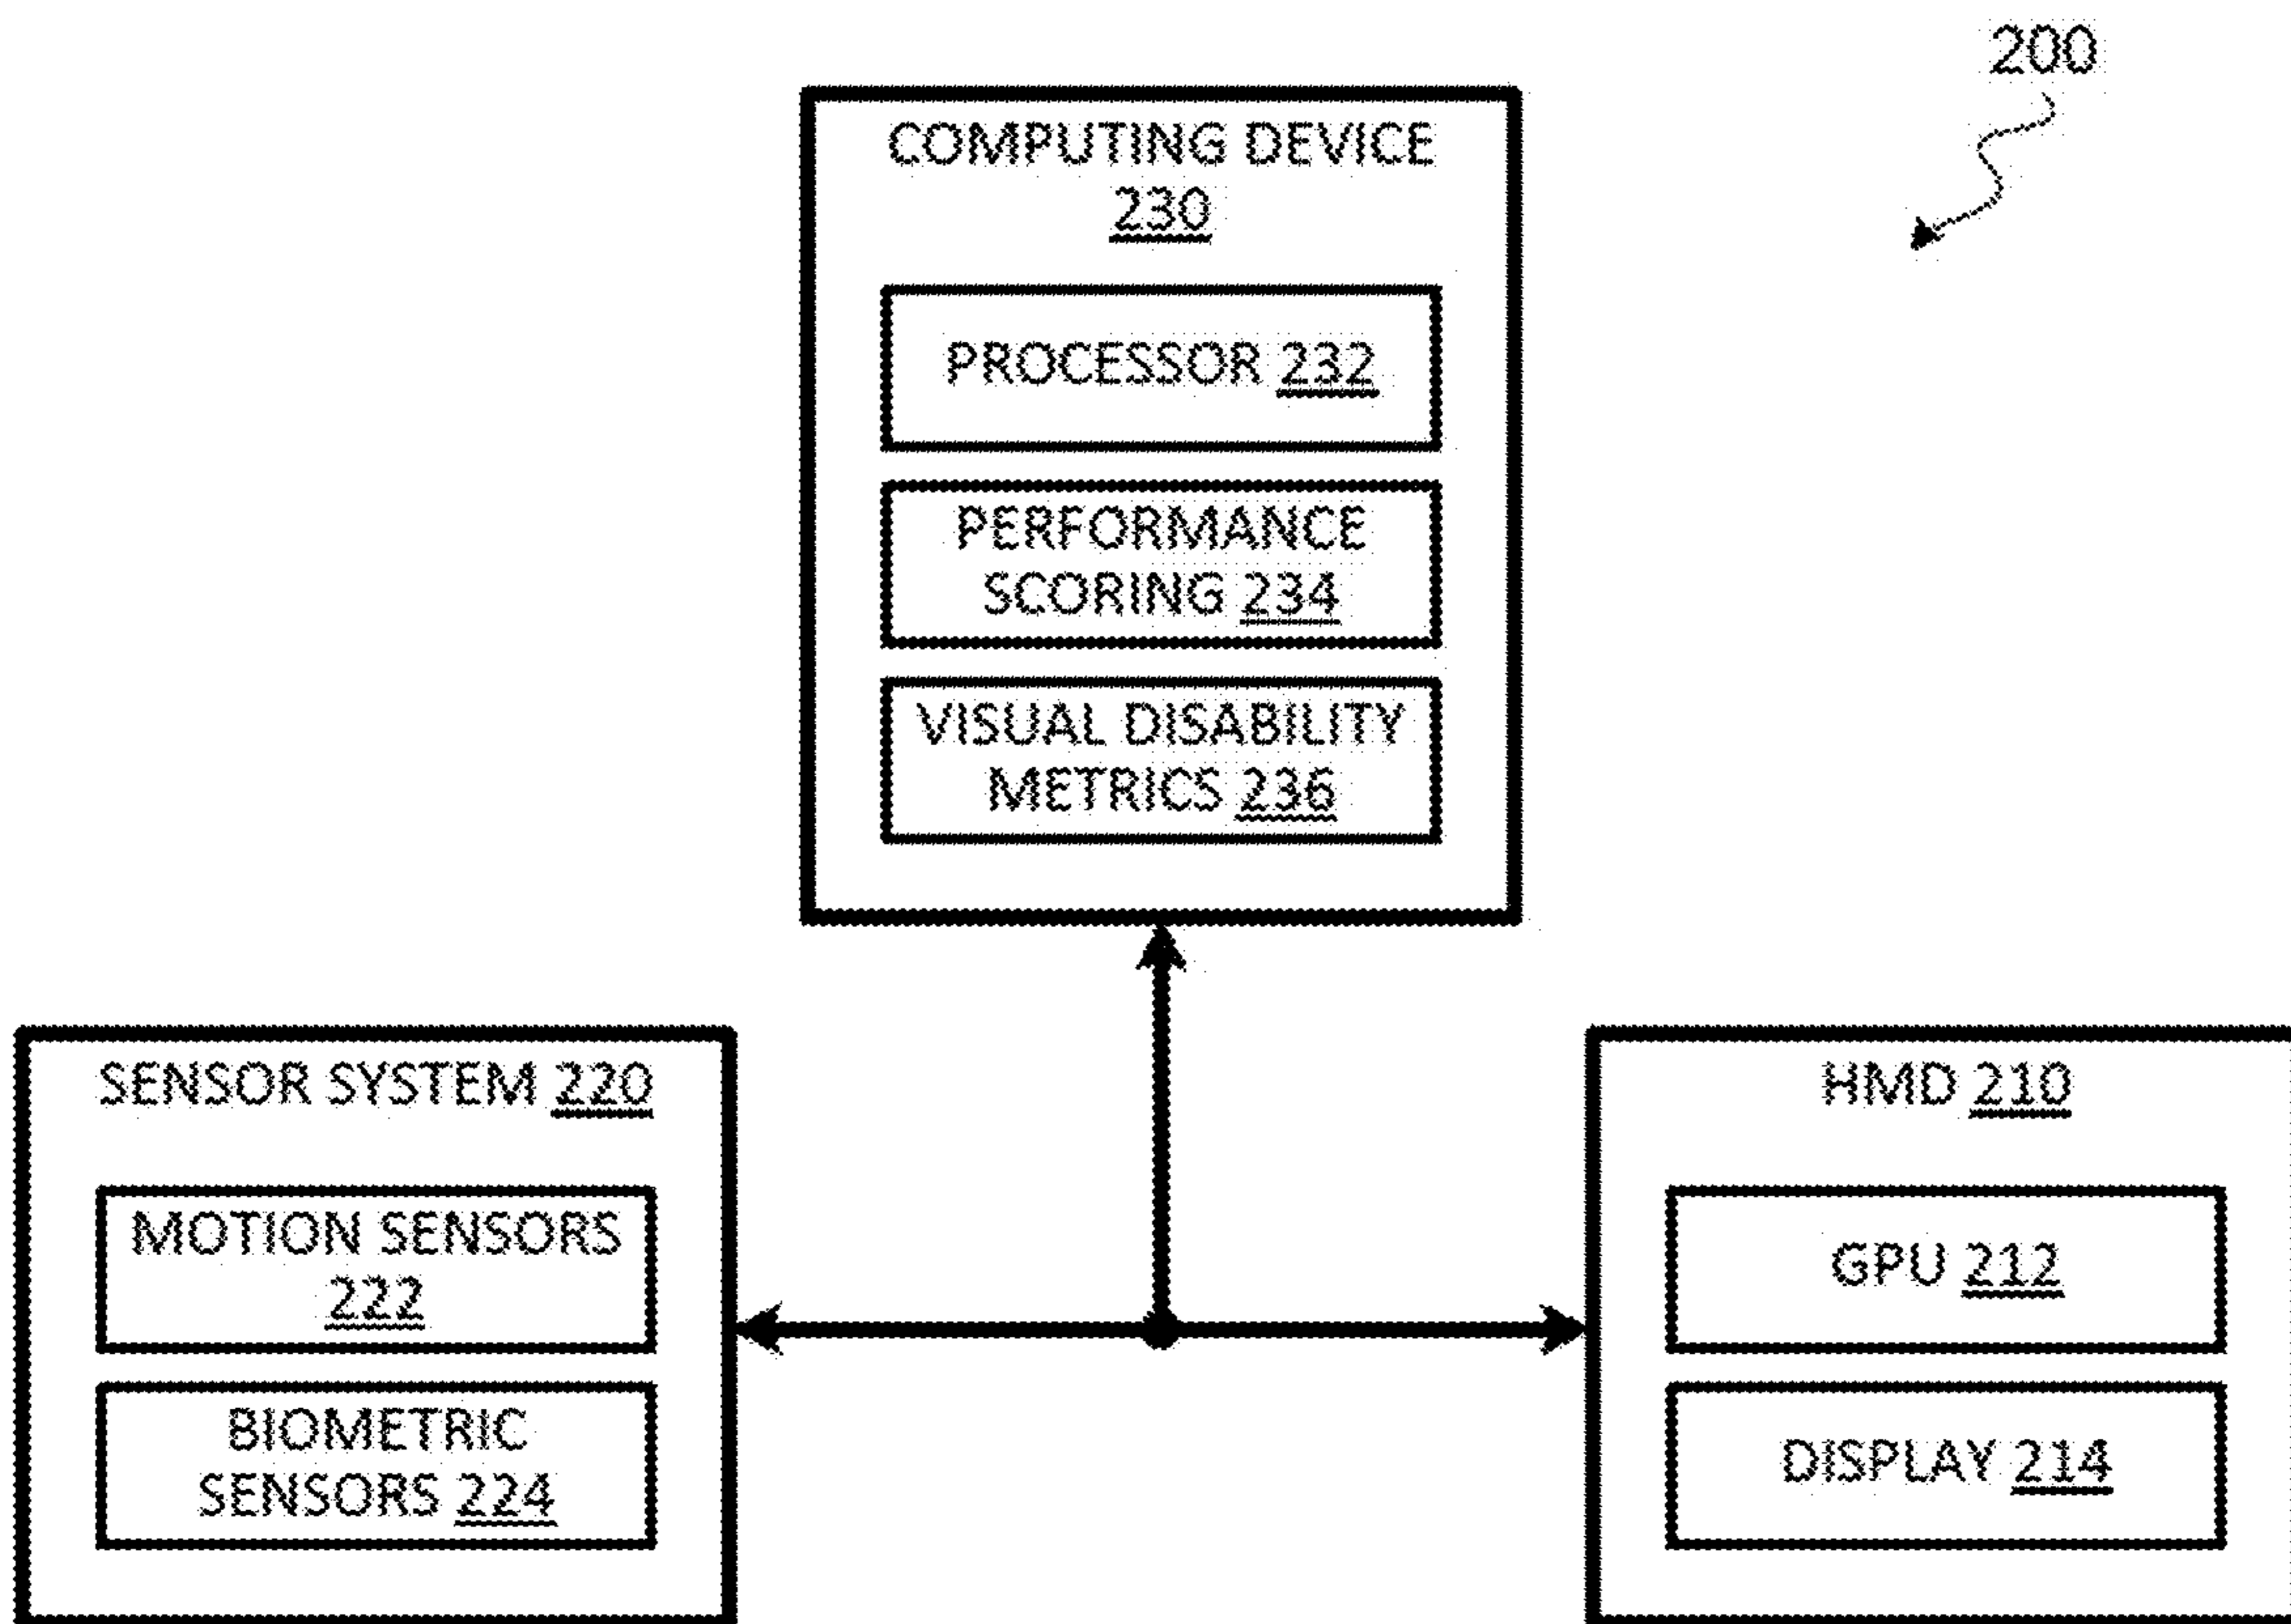 200
COMPUTING DEVICE
230
PROCESSOR 232
PERFORMANCE
SCORING 234
VISUAL DISABILITY
METRICS 236
SENSOR SYSTEM 220
MOTION SENSORS
222
BIOMETRIC
SENSORS 224
HMD 210
GPU 212
DISPLAY 214